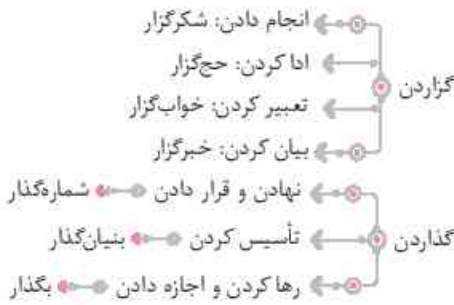 گزاردن
انجام دادن: شکرگزار
ادا کردن: حج‌گزار
تعبیر کردن: خواب‌گزار
بیان کردن: خبرگزار
گذاردن
نهادن و قرار دادن شماره‌گذار
تأسیس کردن بنیان‌گذار
رها کردن و اجازه دادن بگذار